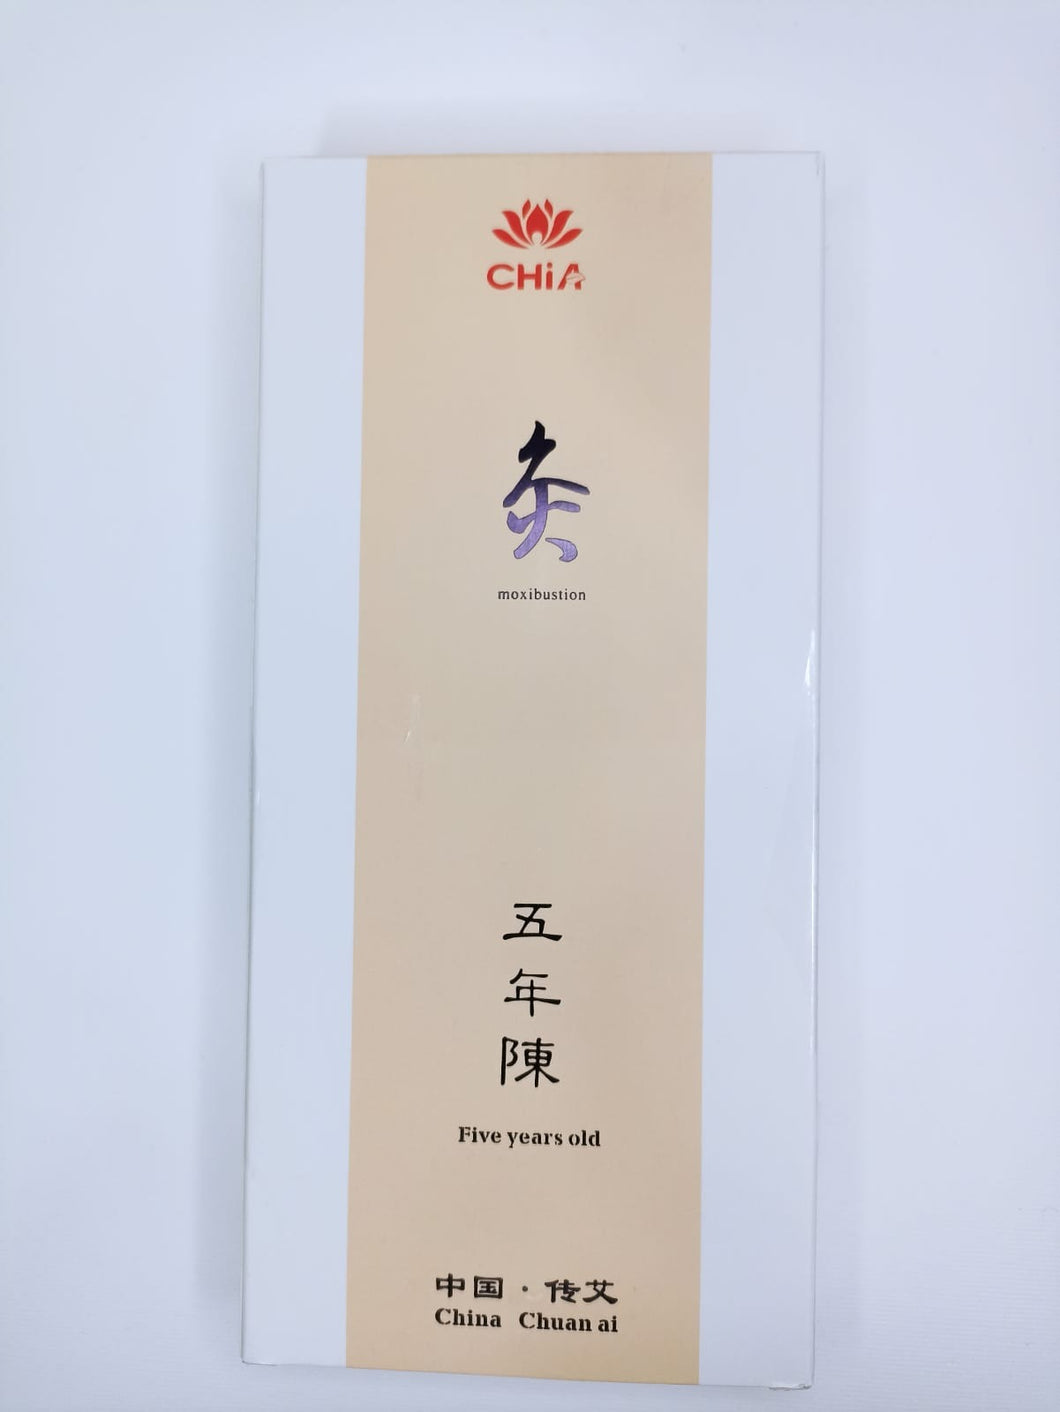 CHiA
灸
moxibustion
五
年
陳
Five years old
中国·传艾
China Chuan ai